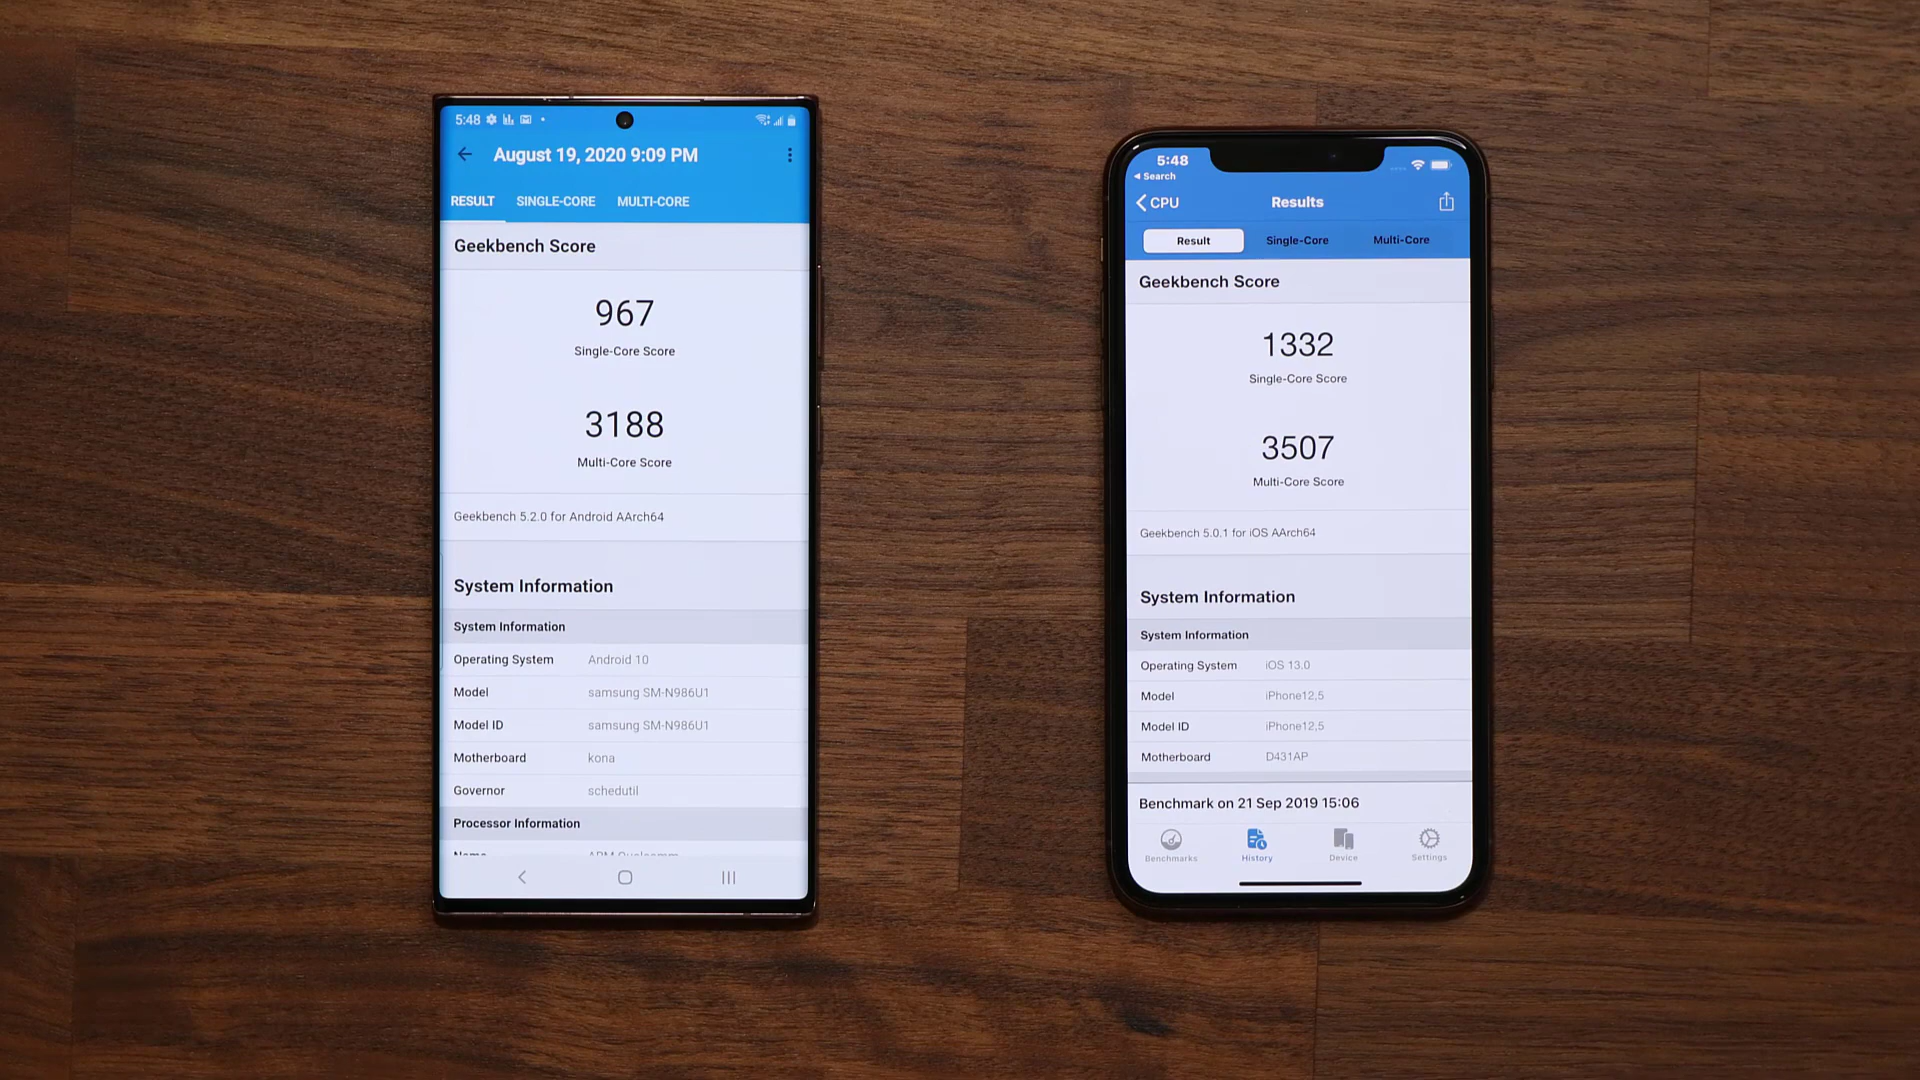 5:48
August 19, 2020 9:09 PM
RESULT SINGLE-CORE MULTI-CORE
Geekbench Score
967
Single-Core Score
3188
Multi-Core Score
Geekbench 5.2.0 for Android AArch64
System Information
System Information
Operating System Android 10
Model samsung SM-N986U1
Model ID samsung SM-N986U1
Motherboard kona
Governor schedutil
Processor Information
Name ARM Qualcomm
5:48
Search
CPU Results
Result Single-Core Multi-Core
Geekbench Score
1332
Single-Core Score
3507
Multi-Core Score
Geekbench 5.0.1 for iOS AArch64
System Information
System Information
Operating System iOS 13.0
Model iPhone12,5
Model ID iPhone12,5
Motherboard D431AP
Benchmark on 21 Sep 2019 15:06
Benchmarks History Device Settings